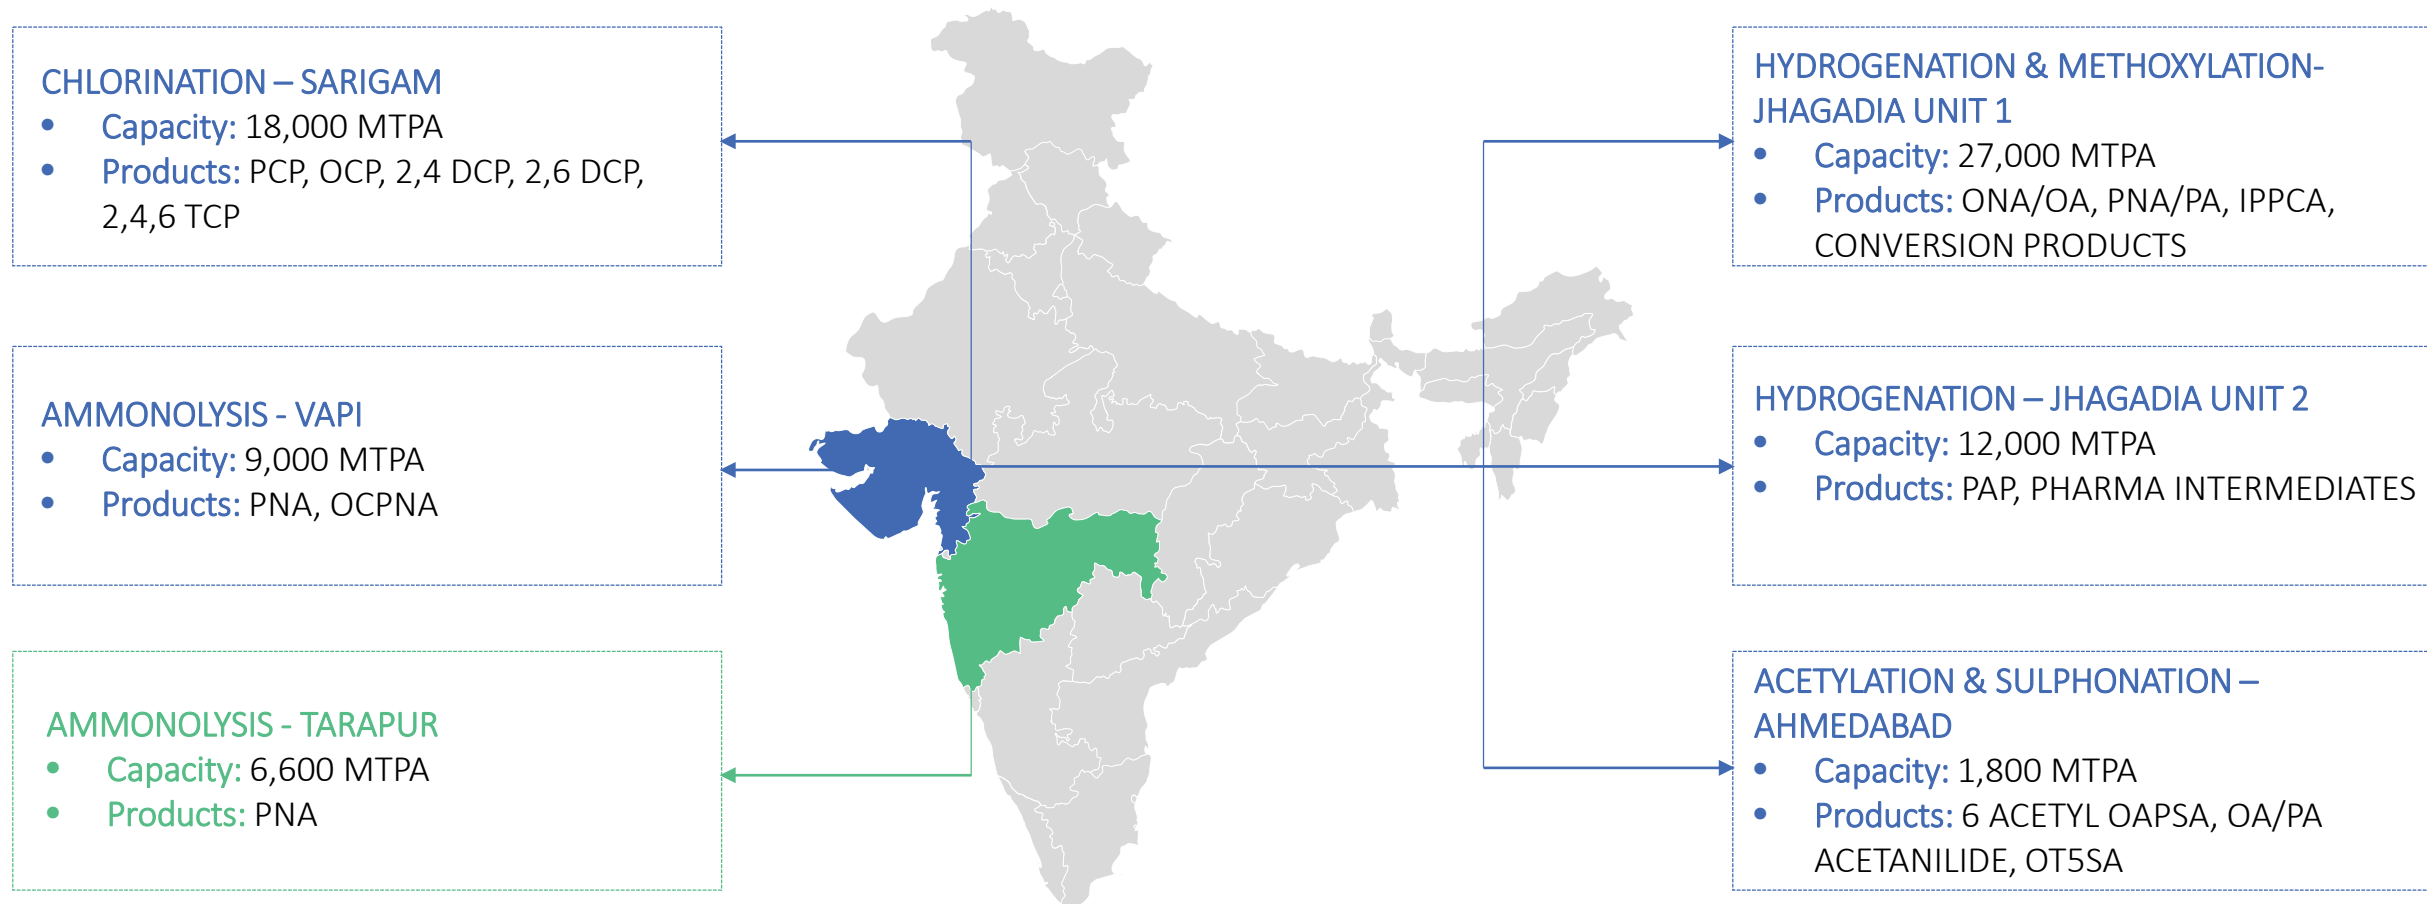 CHLORINATION – SARIGAM
• Capacity: 18,000 MTPA
• Products: PCP, OCP, 2,4 DCP, 2,6 DCP,
2,4,6 TCP
AMMONOLYSIS - VAPI
• Capacity: 9,000 MTPA
• Products: PNA, OCPNA
AMMONOLYSIS - TARAPUR
• Capacity: 6,600 MTPA
• Products: PNA
HYDROGENATION & METHOXYLATION-
JHAGADIA UNIT 1
• Capacity: 27,000 MTPA
• Products: ONA/OA, PNA/PA, IPPCA,
CONVERSION PRODUCTS
HYDROGENATION – JHAGADIA UNIT 2
• Capacity: 12,000 MTPA
• Products: PAP, PHARMA INTERMEDIATES
ACETYLATION & SULPHONATION –
AHMEDABAD
• Capacity: 1,800 MTPA
• Products: 6 ACETYL OAPSA, OA/PA
ACETANILIDE, OT5SA